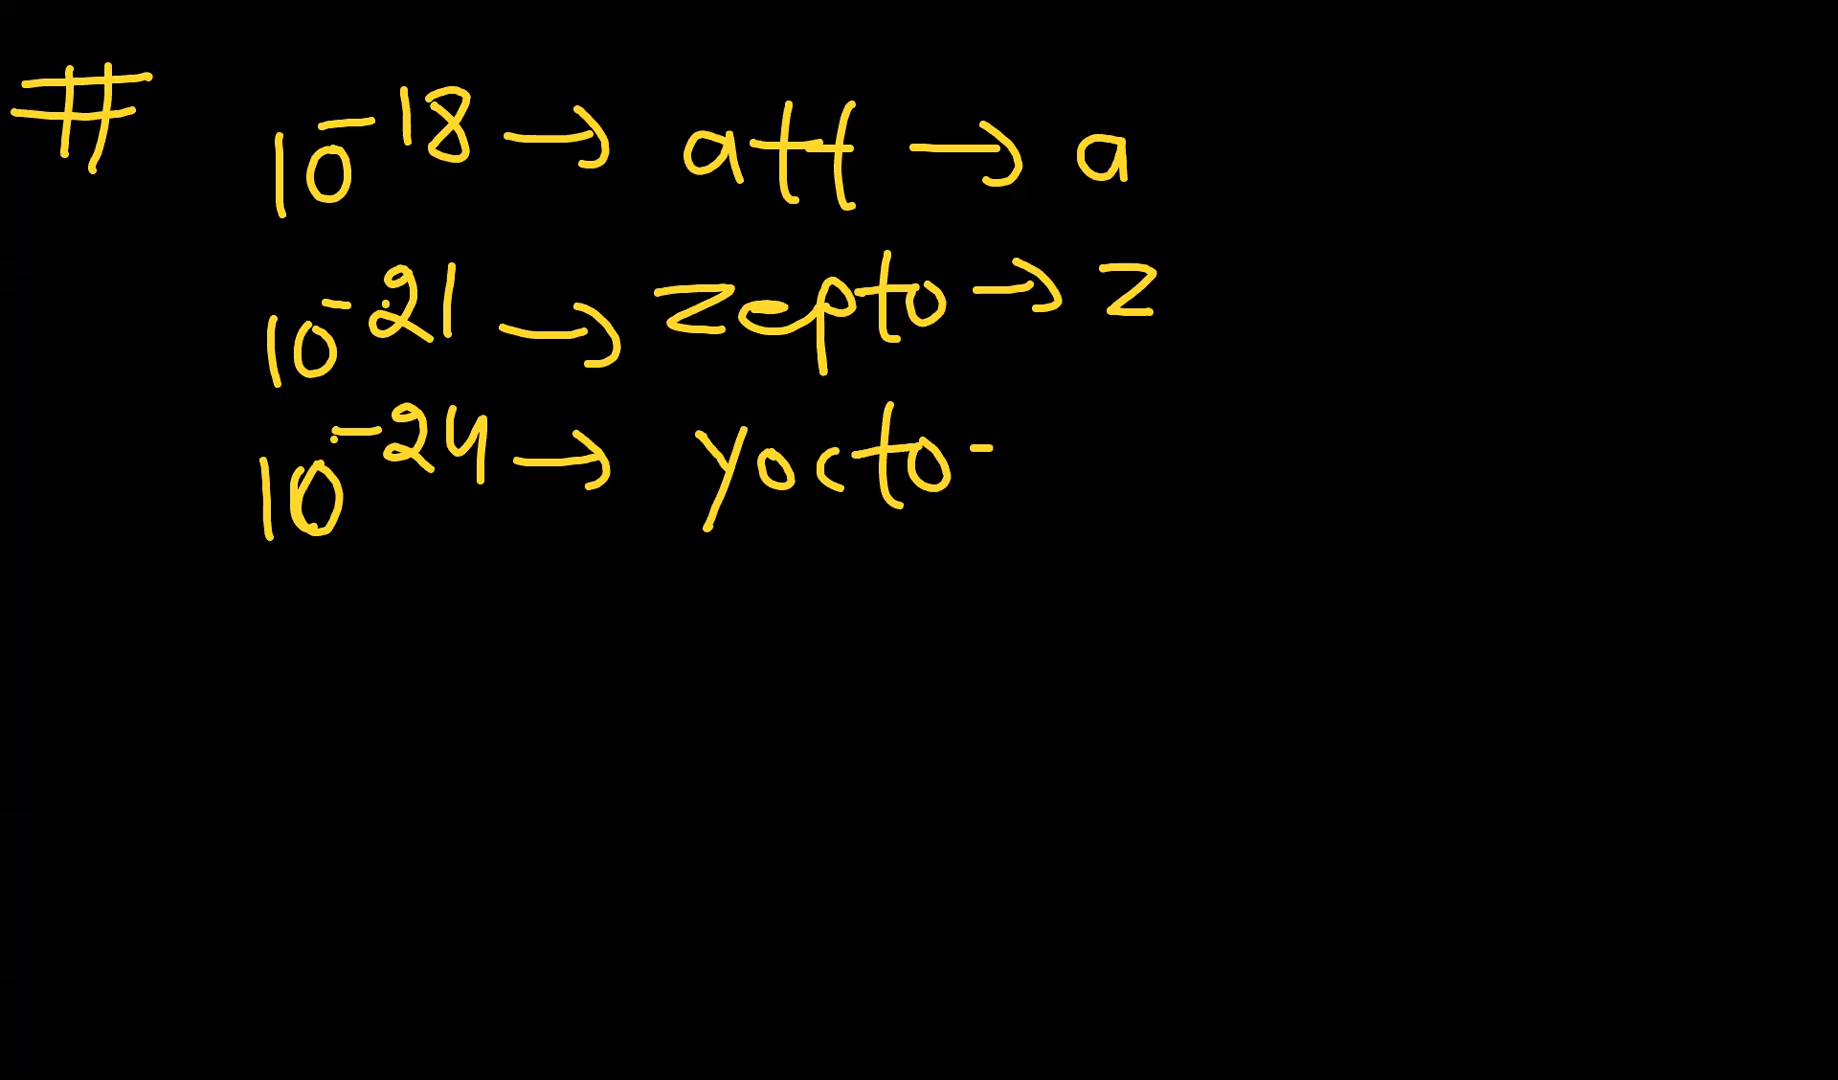 # 10⁻¹⁸ → att → a
10⁻²¹ → zepto → z
10⁻²⁴ → yocto -